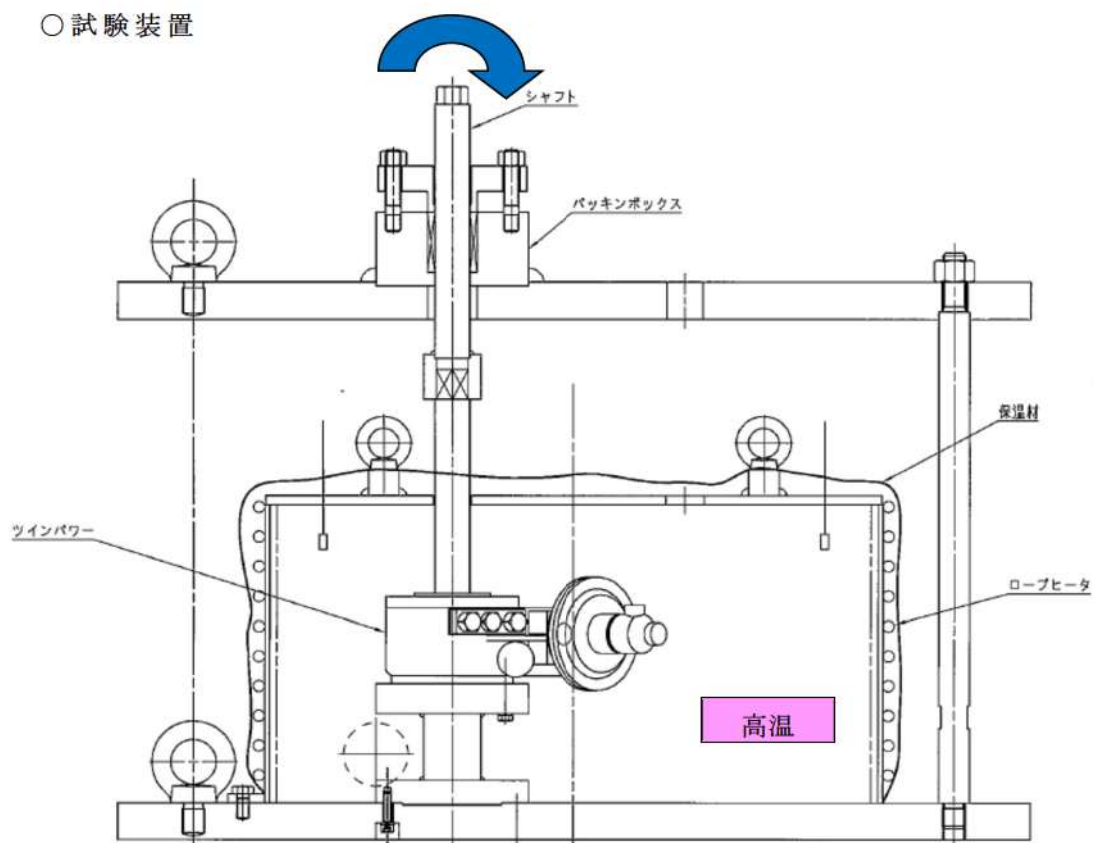 ○試験装置
シャフト
パッキンボックス
保温材
ツインパワー
ロープヒータ
高温